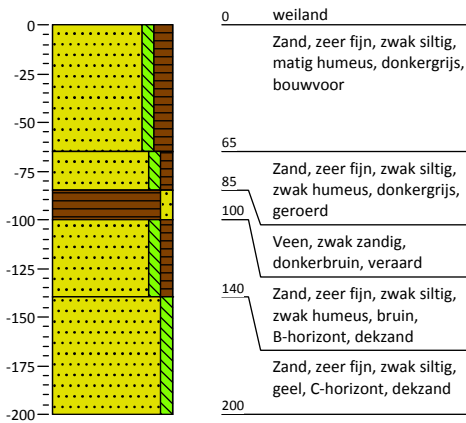 0
-25
-50
-75
-100
-125
-150
-175
-200
0 weiland
Zand, zeer fijn, zwak siltig,
matig humeus, donkergrijs,
bouwvoor
65
Zand, zeer fijn, zwak siltig,
zwak humeus, donkergrijs,
geroerd
85
100
Veen, zwak zandig,
donkerbruin, veraard
140
Zand, zeer fijn, zwak siltig,
zwak humeus, bruin,
B-horizont, dekzand
Zand, zeer fijn, zwak siltig,
geel, C-horizont, dekzand
200